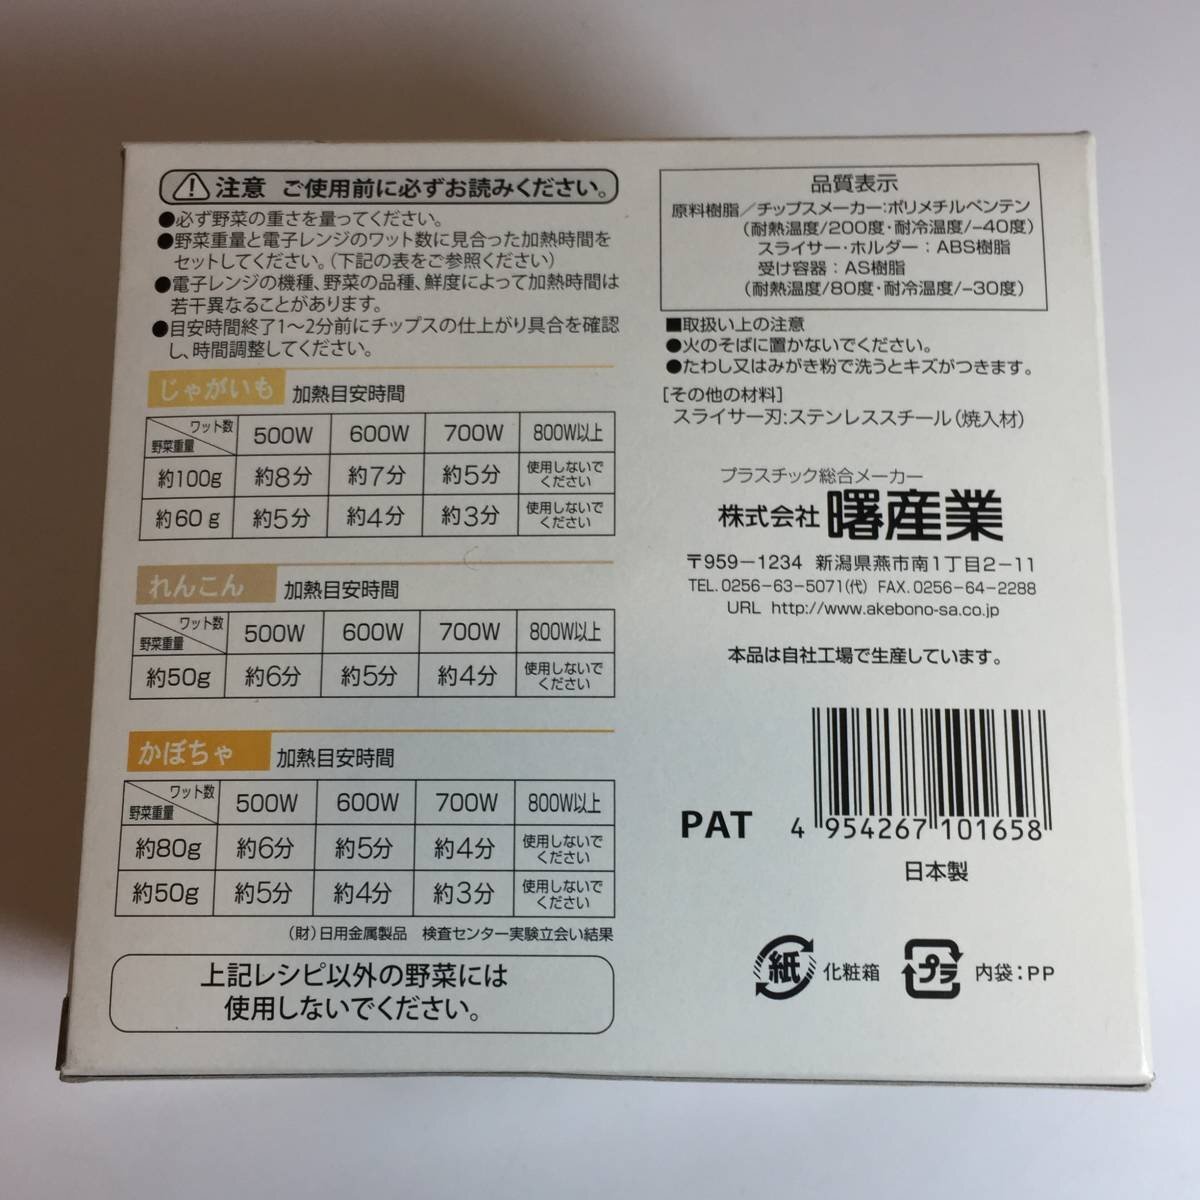 注意 ご使用前に必ずお読みください。
●必ず野菜の重さを量ってください。
●野菜重量と電子レンジのワット数に見合った加熱時間を
セットしてください。(下記の表をご参照ください)
●電子レンジの機種、野菜の品種、鮮度によって加熱時間は
若干異なることがあります。
●目安時間終了1〜2分前にチップスの仕上がり具合を確認
し、時間調整してください。
じゃがいも 加熱目安時間
ワット数
野菜重量 500W 600W 700W 800W以上
約100g 約8分 約7分 約5分 使用しないで
ください
約60g 約5分 約4分 約3分 使用しないで
ください
れんこん 加熱目安時間
ワット数
野菜重量 500W 600W 700W 800W以上
約50g 約6分 約5分 約4分 使用しないで
ください
かぼちゃ 加熱目安時間
ワット数
野菜重量 500W 600W 700W 800W以上
約80g 約6分 約5分 約4分 使用しないで
ください
約50g 約5分 約4分 約3分 使用しないで
ください
(財)日用金属製品 検査センター実験立会い結果
上記レシピ以外の野菜には
使用しないでください。
品質表示
原料樹脂/チップスメーカー:ポリメチルペンテン
(耐熱温度/200度・耐冷温度/-40度)
スライサー・ホルダー:ABS樹脂
受け容器:AS樹脂
(耐熱温度/80度・耐冷温度/-30度)
■取扱い上の注意
●火のそばに置かないでください。
●たわし又はみがき粉で洗うとキズがつきます。
[その他の材料]
スライサー刃:ステンレススチール(焼入材)
プラスチック総合メーカー
株式会社 曙産業
〒959-1234 新潟県燕市南1丁目2-11
TEL.0256-63-5071(代) FAX.0256-64-2288
URL http://www.akebono-sa.co.jp
本品は自社工場で生産しています。
PAT 4 954267 101658
日本製
紙 化粧箱 プラ 内袋:PP